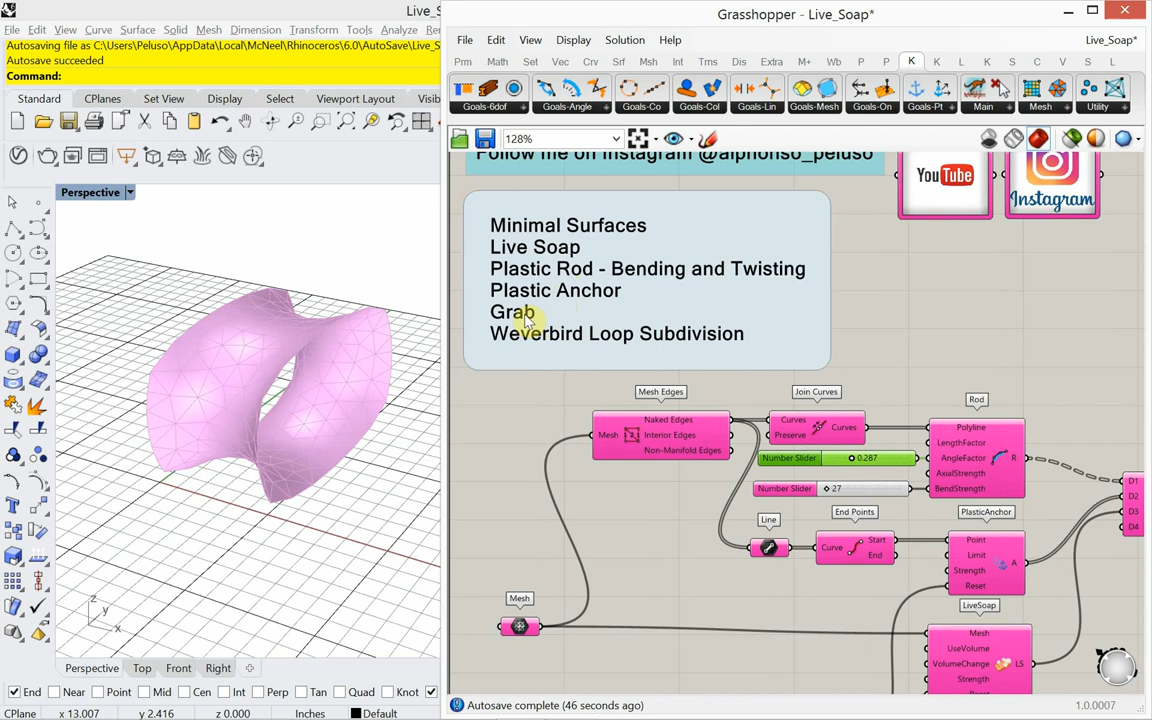 Live_S
File Edit View Curve Surface Solid Mesh Dimension Transform Tools Analyze
Autosaving file as C:\Users\Peluso\AppData\Local\McNeel\Rhinoceros\6.0\AutoSave\Live_S
Autosave succeeded
Command:
Standard CPlanes Set View Display Select Viewport Layout
Perspective
z
y
x
Perspective Top Front Right
End Near Point Mid Cen Int Perp Tan Quad Knot
CPlane x 13.007 y 2.416 z 0.000 Inches Default
Grasshopper - Live_Soap*
File Edit View Display Solution Help Live_Soap*
Prm Math Set Vec Crv Srf Msh Int Trns Dis Extra M+ Wb P P K K L K S C V S L
Goals-6dof Goals-Angle Goals-Co Goals-Col Goals-Lin Goals-Mesh Goals-On Goals-Pt Main Mesh Utility
128%
Follow me on Instagram @alphonso_peluso
YouTube
Instagram
Minimal Surfaces
Live Soap
Plastic Rod - Bending and Twisting
Plastic Anchor
Grab
Weverbird Loop Subdivision
Mesh Edges
Mesh
Naked Edges
Interior Edges
Non-Manifold Edges
Join Curves
Curves
Preserve
Curves
Number Slider 0.287
Number Slider 27
Rod
Polyline
LengthFactor
AngleFactor
AxialStrength
BendStrength
R
D1
D2
D3
D4
Line
End Points
Curve
Start
End
PlasticAnchor
Point
Limit
Strength
Reset
A
Mesh
LiveSoap
Mesh
UseVolume
VolumeChange
Strength
LS
Autosave complete (46 seconds ago)
1.0.0007